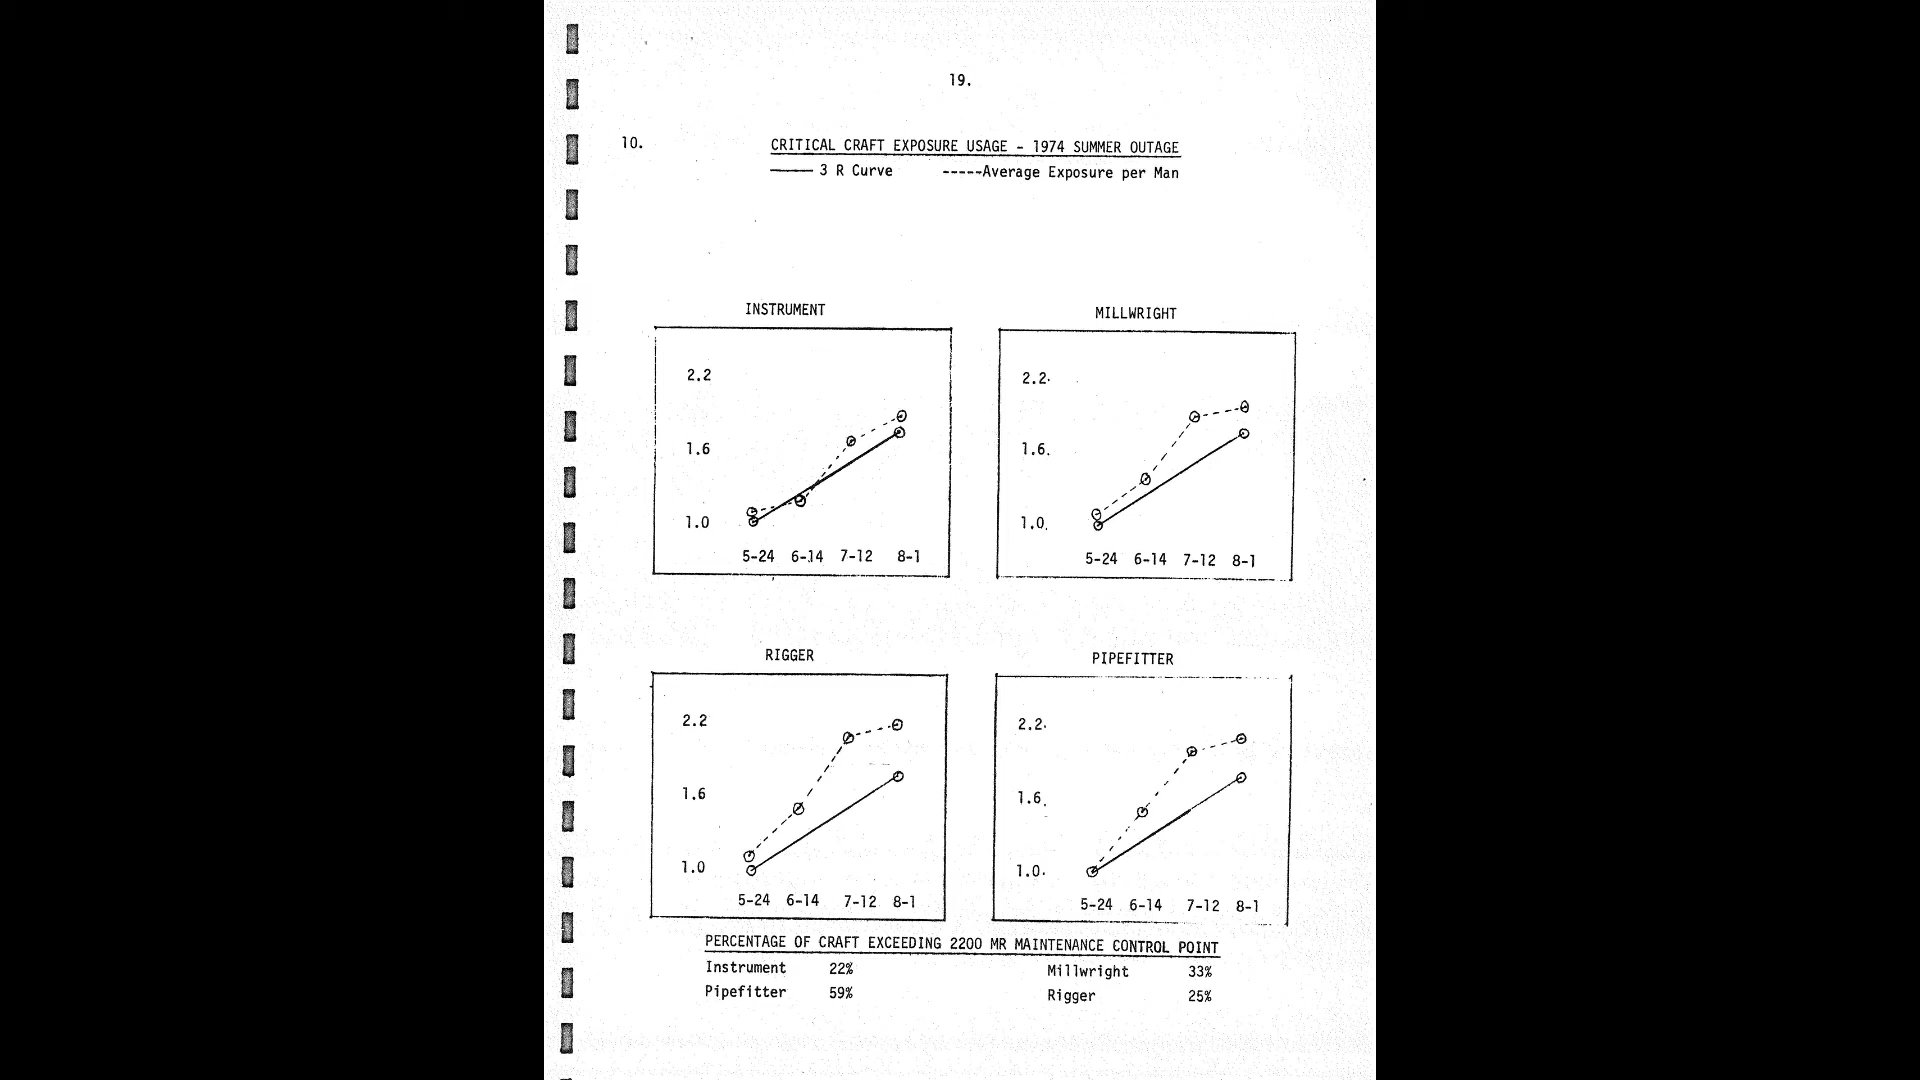 19.
10.
CRITICAL CRAFT EXPOSURE USAGE - 1974 SUMMER OUTAGE
3 R Curve -----Average Exposure per Man
INSTRUMENT
2.2
1.6
1.0
5-24 6-14 7-12 8-1
MILLWRIGHT
2.2
1.6
1.0
5-24 6-14 7-12 8-1
RIGGER
2.2
1.6
1.0
5-24 6-14 7-12 8-1
PIPEFITTER
2.2
1.6
1.0
5-24 6-14 7-12 8-1
PERCENTAGE OF CRAFT EXCEEDING 2200 MR MAINTENANCE CONTROL POINT
Instrument 22% Millwright 33%
Pipefitter 59% Rigger 25%